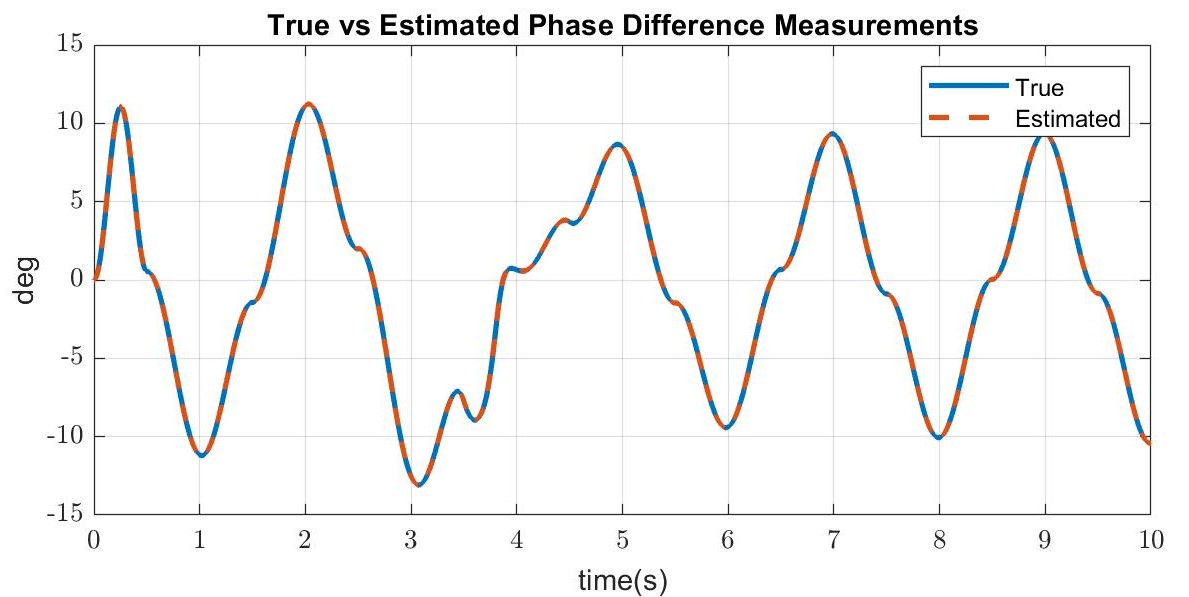 True vs Estimated Phase Difference Measurements
15
10
5
0
-5
-10
-15
deg
True
Estimated
0 1 2 3 4 5 6 7 8 9 10
time(s)